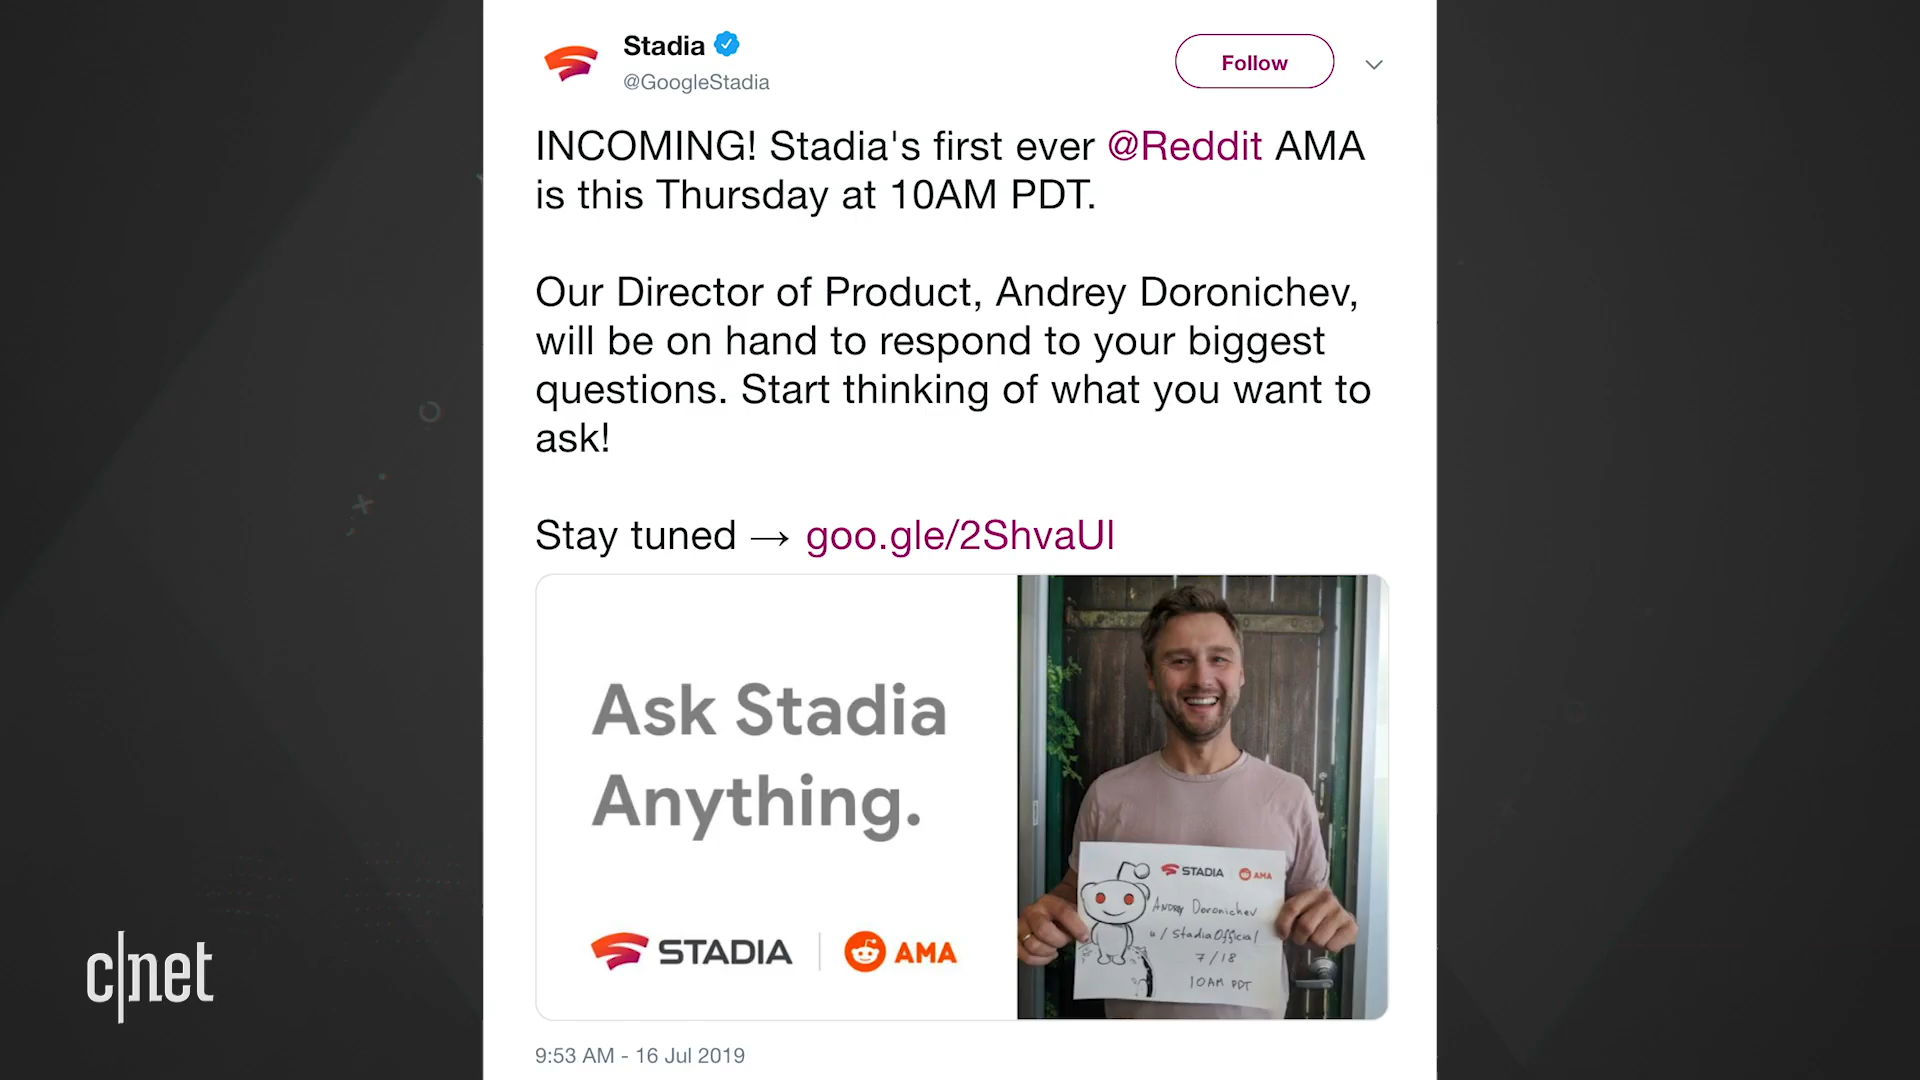 Stadia
@GoogleStadia
Follow
INCOMING! Stadia's first ever @Reddit AMA
is this Thursday at 10AM PDT.
Our Director of Product, Andrey Doronichev,
will be on hand to respond to your biggest
questions. Start thinking of what you want to
ask!
Stay tuned → goo.gle/2ShvaUl
Ask Stadia
Anything.
STADIA | AMA
STADIA AMA
Andrey Doronichev
u/StadiaOfficial
7/18
10AM PDT
9:53 AM - 16 Jul 2019
c|net